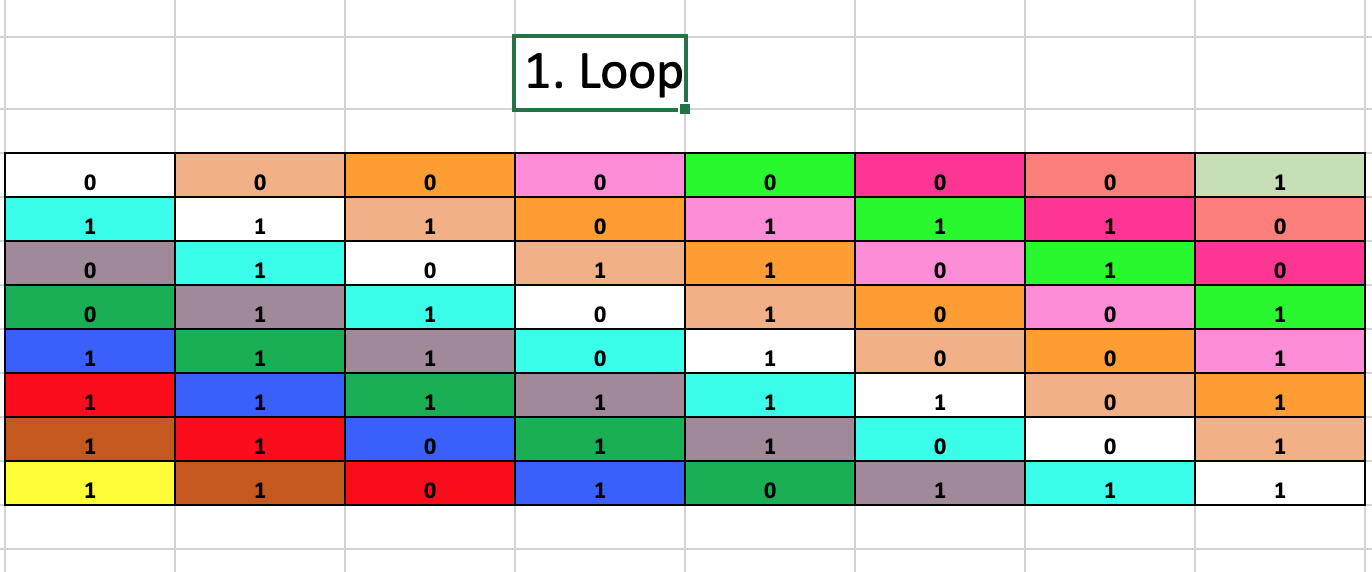 1. Loop
0 0 0 0 0 0 0 1
1 1 1 0 1 1 1 0
0 1 0 1 1 0 1 0
0 1 1 0 1 0 0 1
1 1 1 0 1 0 0 1
1 1 1 1 1 1 0 1
1 1 0 1 1 0 0 1
1 1 0 1 0 1 1 1